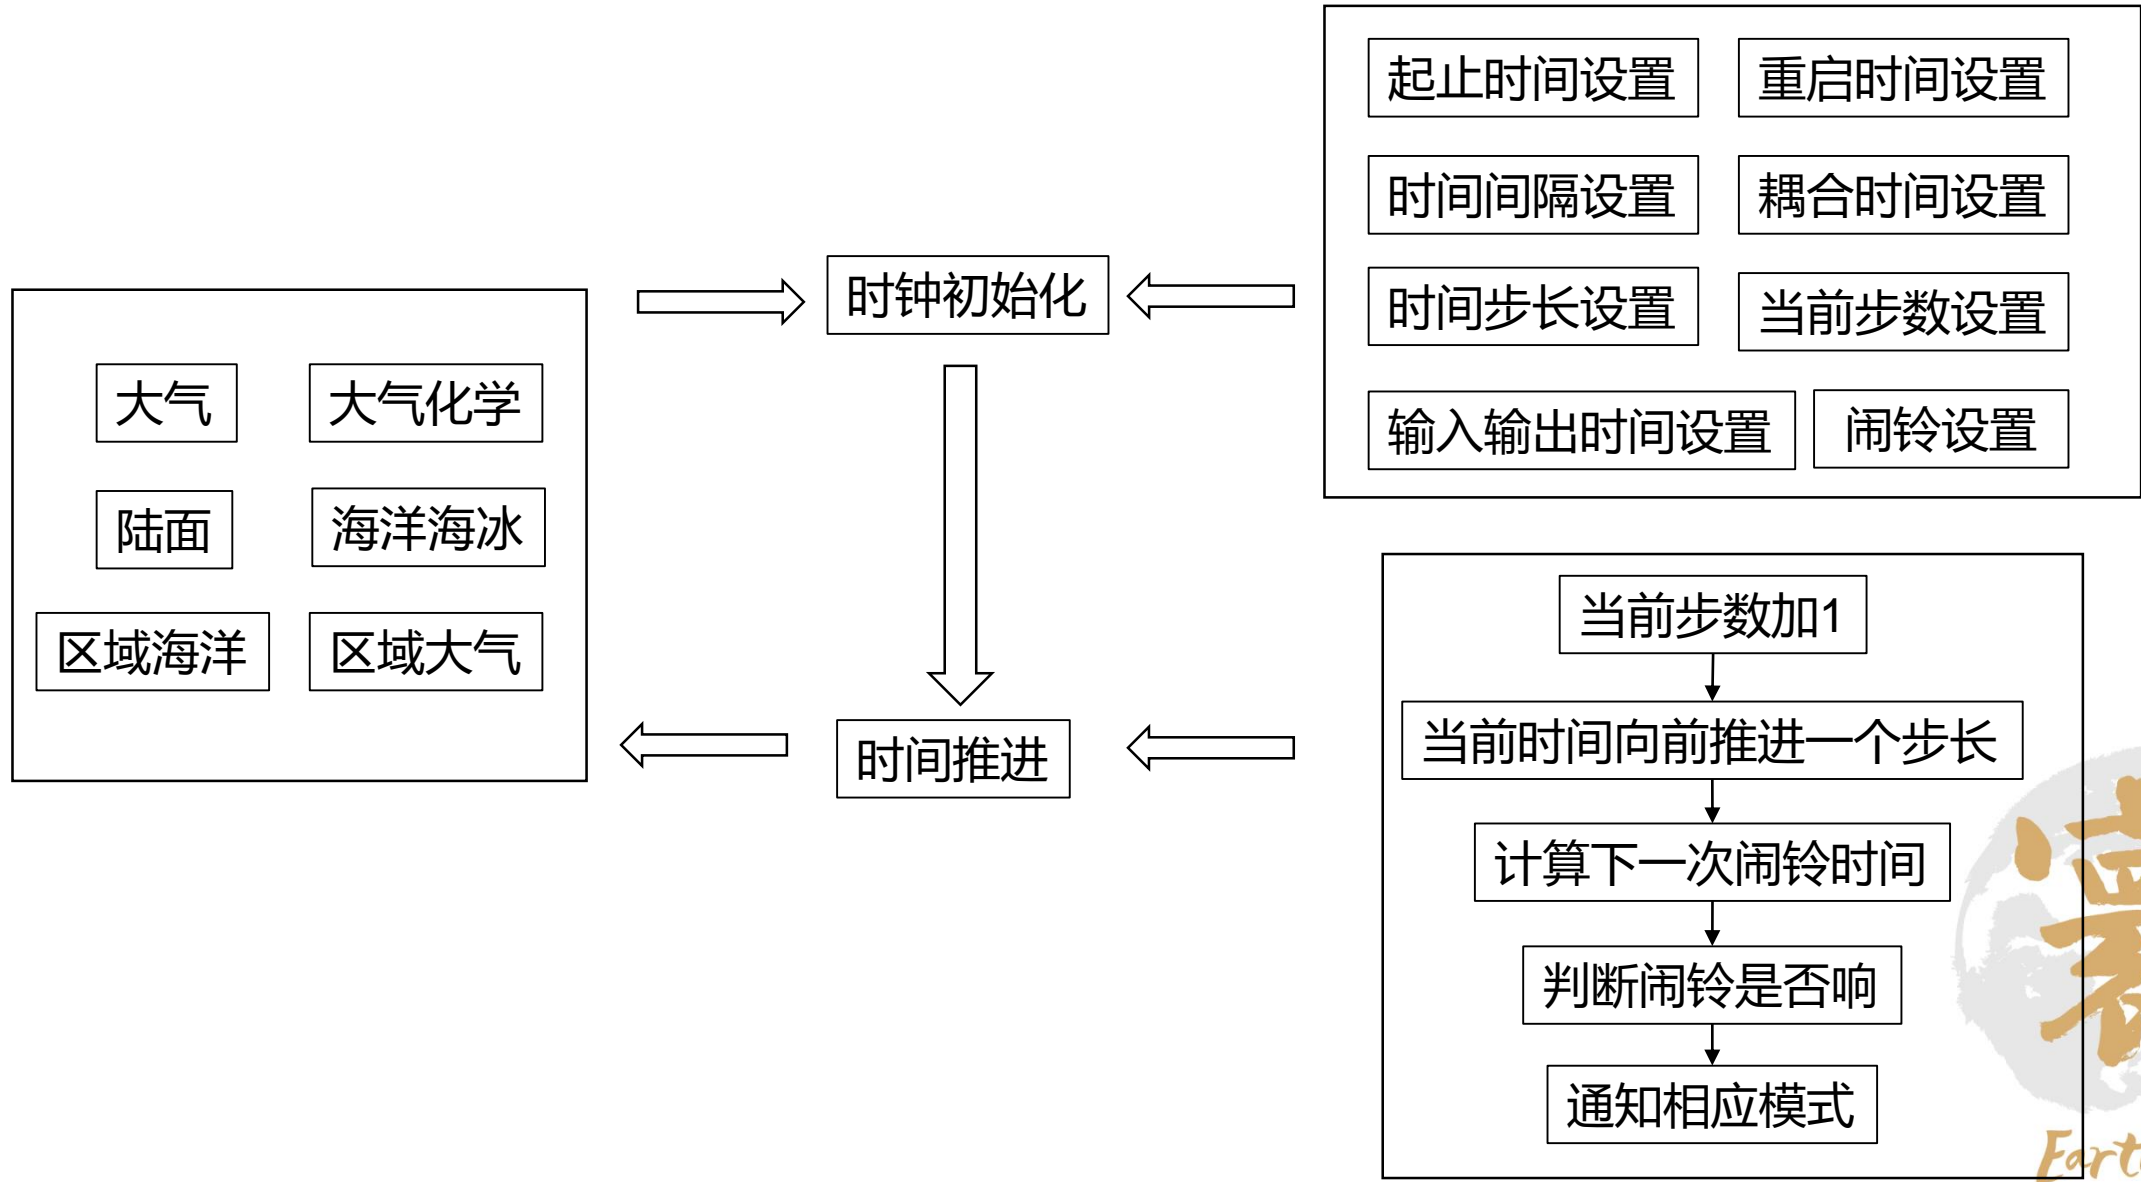 起止时间设置
重启时间设置
时间间隔设置
耦合时间设置
时间步长设置
当前步数设置
输入输出时间设置
闹铃设置
时钟初始化
大气
大气化学
陆面
海洋海冰
区域海洋
区域大气
时间推进
当前步数加1
当前时间向前推进一个步长
计算下一次闹铃时间
判断闹铃是否响
通知相应模式